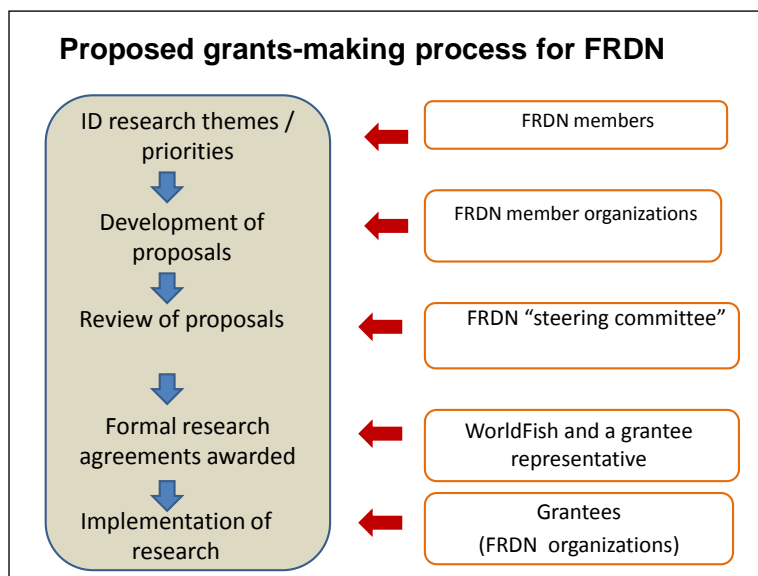 Proposed grants-making process for FRDN
ID research themes /
priorities
FRDN members
Development of
proposals
FRDN member organizations
Review of proposals
FRDN “steering committee”
Formal research
agreements awarded
WorldFish and a grantee
representative
Implementation of
research
Grantees
(FRDN organizations)